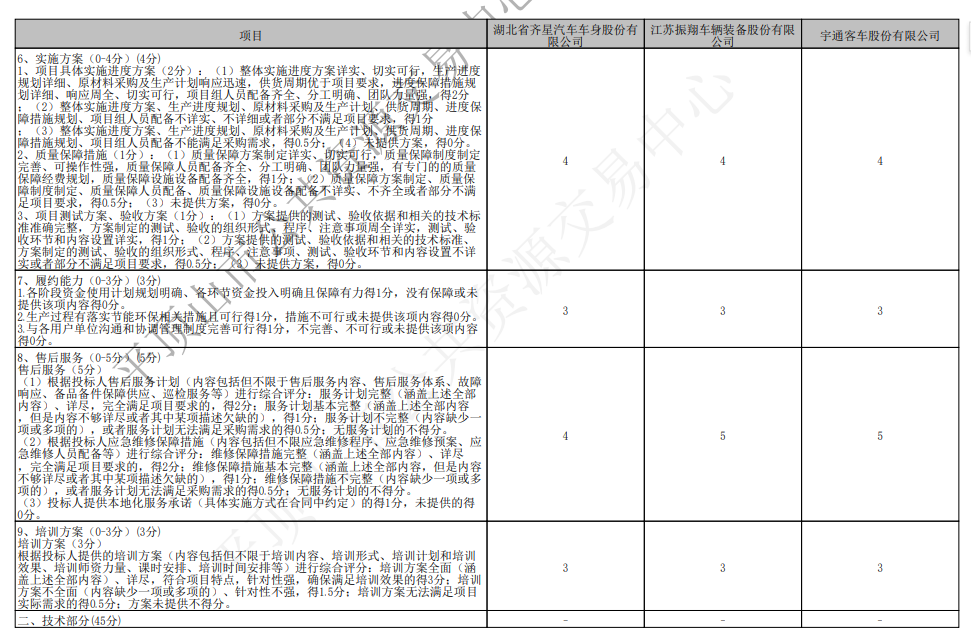 项目
湖北省齐星汽车车身股份有
限公司
江苏振翔车辆装备股份有限
公司
宇通客车股份有限公司
6、实施方案（0-4分）(4分)
1、项目具体实施进度方案（2分）：（1）整体实施进度方案详实、切实可行，生产进度
规划详细、原材料采购及生产计划响应迅速，供货周期优于项目要求，进度保障措施规
划详细、响应周全、切实可行，项目组人员配备齐全、分工明确、团队力量强，得2分
；（2）整体实施进度方案、生产进度规划、原材料采购及生产计划、供货周期、进度保
障措施规划、项目组人员配备不详实、不详细或者部分不满足项目要求，得1分
；（3）整体实施进度方案、生产进度规划、原材料采购及生产计划、供货周期、进度保
障措施规划、项目组人员配备不能满足采购需求，得0.5分；（4）未提供方案，得0分。
2、质量保障措施（1分）：（1）质量保障方案制定详实、切实可行，质量保障制度制定
完善、可操作性强，质量保障人员配备齐全、分工明确、团队力量强，有专门的的质量
保障经费规划，质量保障设施设备配备齐全，得1分；（2）质量保障方案制定、质量保
障制度制定、质量保障人员配备、质量保障设施设备配备不详实、不齐全或者部分不满
足项目要求，得0.5分；（3）未提供方案，得0分。
3、项目测试方案、验收方案（1分）：（1）方案提供的测试、验收依据和相关的技术标
准准确完整，方案制定的测试、验收的组织形式、程序、注意事项周全详实，测试、验
收环节和内容设置详实，得1分；（2）方案提供的测试、验收依据和相关的技术标准、
方案制定的测试、验收的组织形式、程序、注意事项、测试、验收环节和内容设置不详
实或者部分不满足项目要求，得0.5分；（3）未提供方案，得0分。
4
4
4
7、履约能力（0-3分）(3分)
1.各阶段资金使用计划规划明确、各环节资金投入明确且保障有力得1分，没有保障或未
提供该项内容得0分。
2.生产过程有落实节能环保相关措施且可行得1分，措施不可行或未提供该项内容得0分。
3.与各用户单位沟通和协调管理制度完善可行得1分，不完善、不可行或未提供该项内容
得0分。
3
3
3
8、售后服务（0-5分）(5分)
售后服务（5分）
（1）根据投标人售后服务计划（内容包括但不限于售后服务内容、售后服务体系、故障
响应、备品备件保障供应、巡检服务等）进行综合评分：服务计划完整（涵盖上述全部
内容）、详尽，完全满足项目要求的，得2分；服务计划基本完整（涵盖上述全部内容
，但是内容不够详尽或者其中某项描述欠缺的），得1分；服务计划不完整（内容缺少一
项或多项的），或者服务计划无法满足采购需求的得0.5分；无服务计划的不得分。
（2）根据投标人应急维修保障措施（内容包括但不限应急维修程序、应急维修预案、应
急维修人员配备等）进行综合评分：维修保障措施完整（涵盖上述全部内容）、详尽
，完全满足项目要求的，得2分；维修保障措施基本完整（涵盖上述全部内容，但是内容
不够详尽或者其中某项描述欠缺的），得1分；维修保障措施不完整（内容缺少一项或多
项的），或者服务计划无法满足采购需求的得0.5分；无服务计划的不得分。
（3）投标人提供本地化服务承诺（具体实施方式在合同中约定）的得1分，未提供的得
0分。
4
5
5
9、培训方案（0-3分）(3分)
培训方案（3分）
根据投标人提供的培训方案（内容包括但不限于培训内容、培训形式、培训计划和培训
效果、培训师资力量、课时安排、培训时间安排等）进行综合评分：培训方案全面（涵
盖上述全部内容）、详尽，符合项目特点，针对性强，确保满足培训效果的得3分；培训
方案不全面（内容缺少一项或多项的）、针对性不强，得1.5分；培训方案无法满足项目
实际需求的得0.5分；方案未提供不得分。
3
3
3
二、技术部分(45分)
-
-
-